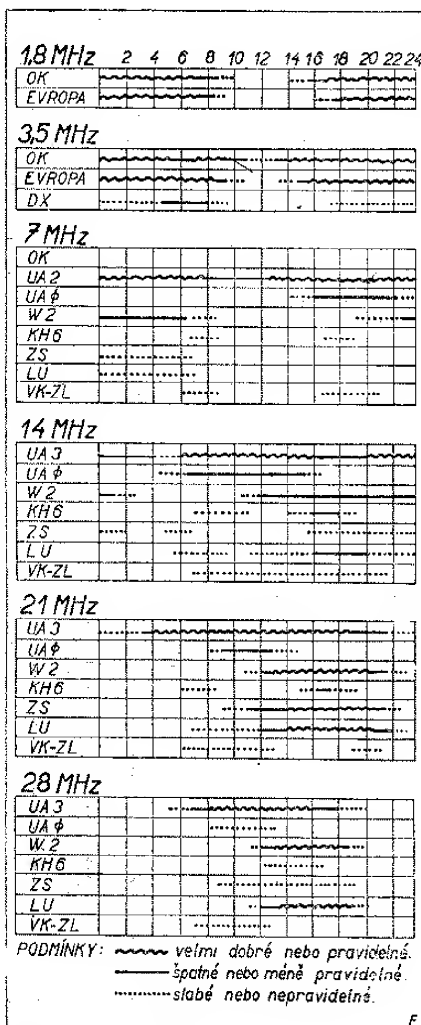 1,8 MHz 2 4 6 8 10 12 14 16 18 20 22 24
OK
EVROPA
3,5 MHz
OK
EVROPA
DX
7 MHz
OK
UA 2
UA ϕ
W 2
KH 6
ZS
LU
VK-ZL
14 MHz
UA 3
UA ϕ
W 2
KH 6
ZS
LU
VK-ZL
21 MHz
UA 3
UA ϕ
W 2
KH 6
ZS
LU
VK-ZL
28 MHz
UA 3
UA ϕ
W 2
KH 6
ZS
LU
VK-ZL
PODMÍNKY: velmi dobré nebo pravidelné.
špatné nebo méně pravidelné.
slabé nebo nepravidelné.